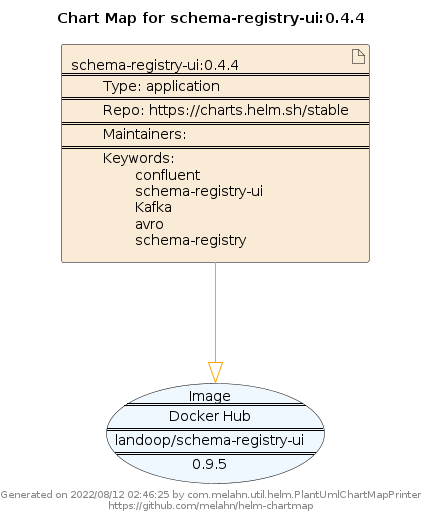 Chart Map for schema-registry-ui:0.4.4
schema-registry-ui:0.4.4
Type: application
Repo: https://charts.helm.sh/stable
Maintainers:
Keywords:
confluent
schema-registry-ui
Kafka
avro
schema-registry
Image
Docker Hub
landoop/schema-registry-ui
0.9.5
Generated on 2022/08/12 02:46:25 by com.melahn.util.helm.PlantUmlChartMapPrinter
https://github.com/melahn/helm-chartmap